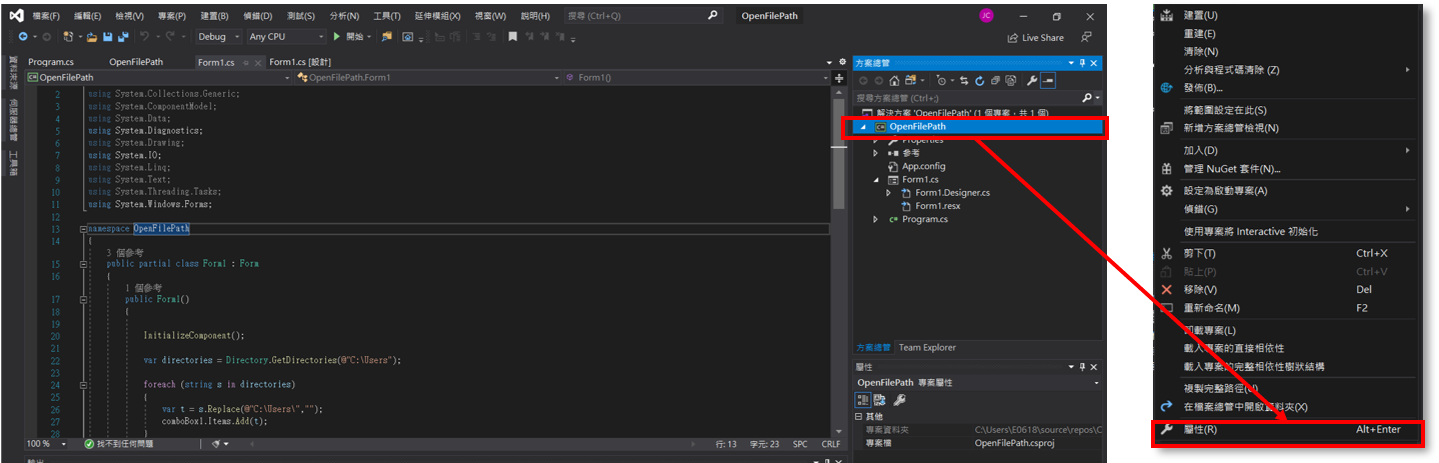 檔案(F) 編輯(E) 檢視(V) 專案(P) 建置(B) 偵錯(D) 測試(S) 分析(N) 工具(T) 延伸模組(X) 視窗(W) 說明(H) 搜尋 (Ctrl+Q) OpenFilePath JC
Debug Any CPU 開始 Live Share
資料來源
伺服器總管
工具箱
Program.cs OpenFilePath Form1.cs Form1.cs [設計]
OpenFilePath OpenFilePath.Form1 Form1()
2 using System.Collections.Generic;
3 using System.ComponentModel;
4 using System.Data;
5 using System.Diagnostics;
6 using System.Drawing;
7 using System.IO;
8 using System.Linq;
9 using System.Text;
10 using System.Threading.Tasks;
11 using System.Windows.Forms;
12
13 namespace OpenFilePath
14 {
3 個參考
15 public partial class Form1 : Form
16 {
1 個參考
17 public Form1()
18 {
19
20 InitializeComponent();
21
22 var directories = Directory.GetDirectories(@"C:\Users");
23
24 foreach (string s in directories)
25 {
26 var t = s.Replace(@"C:\Users\","");
27 comboBox1.Items.Add(t);
28 }
100 % 找不到任何問題 行: 13 字元: 23 SPC CRLF
輸出
方案總管
搜尋方案總管 (Ctrl+;)
解決方案 'OpenFilePath' (1 個專案，共 1 個)
OpenFilePath
Properties
參考
App.config
Form1.cs
Form1.Designer.cs
Form1.resx
Program.cs
方案總管 Team Explorer
屬性
OpenFilePath 專案屬性
其他
專案資料夾 C:\Users\E0618\source\repos\C
專案檔 OpenFilePath.csproj
建置(U)
重建(E)
清除(N)
分析與程式碼清除 (Z)
發佈(B)...
將範圍設定在此(S)
新增方案總管檢視(N)
加入(D)
管理 NuGet 套件(N)...
設定為啟動專案(A)
偵錯(G)
使用專案將 Interactive 初始化
剪下(T) Ctrl+X
貼上(P) Ctrl+V
移除(V) Del
重新命名(M) F2
卸載專案(L)
載入專案的直接相依性
載入專案的完整相依性樹狀結構
複製完整路徑(U)
在檔案總管中開啟資料夾(X)
屬性(R) Alt+Enter